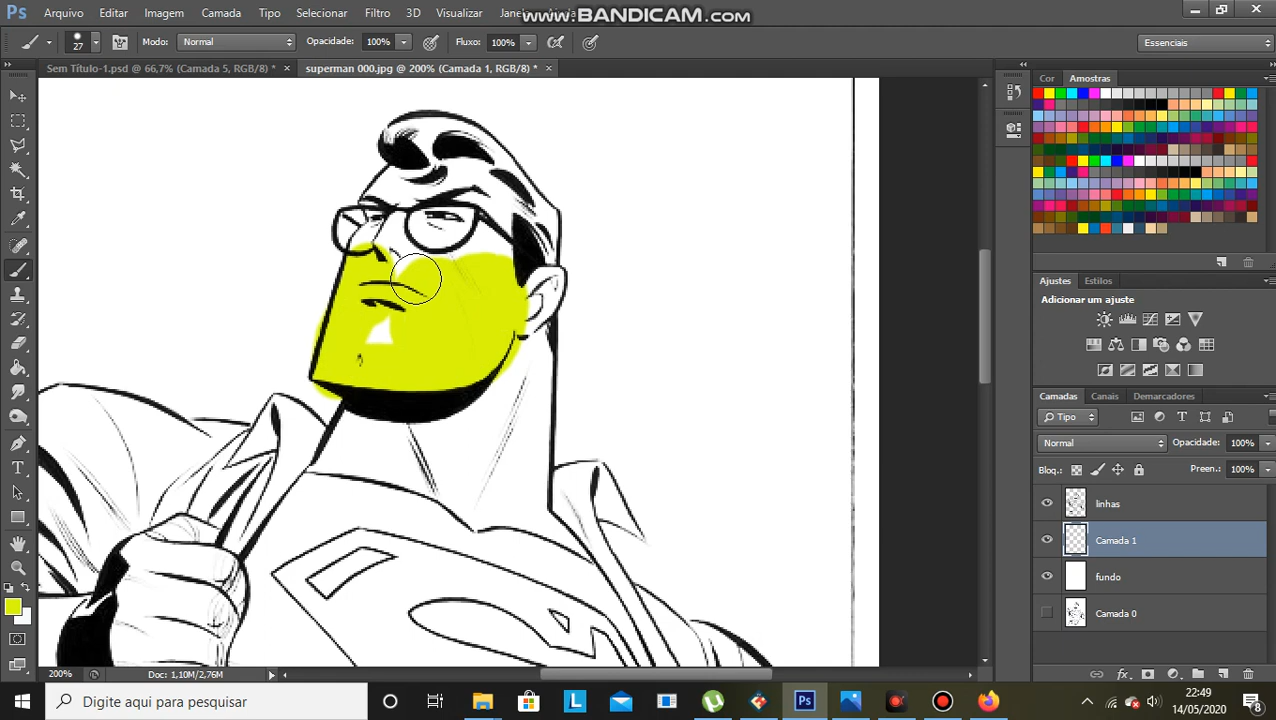 www.BANDICAM.com
Ps Arquivo Editar Imagem Camada Tipo Selecionar Filtro 3D Visualizar
27 Modo: Normal Opacidade: 100% Fluxo: 100% Essenciais
Sem Título-1.psd @ 66,7% (Camada 5, RGB/8) * × superman 000.jpg @ 200% (Camada 1, RGB/8) * ×
Cor Amostras
Ajustes Estilos
Adicionar um ajuste
Camadas Canais Demarcadores
Tipo
Normal Opacidade: 100%
Bloq.: Preen.: 100%
linhas
Camada 1
fundo
Camada 0
200% Doc: 1,10M/2,76M
Digite aqui para pesquisar
L
Ps
22:49
14/05/2020
8